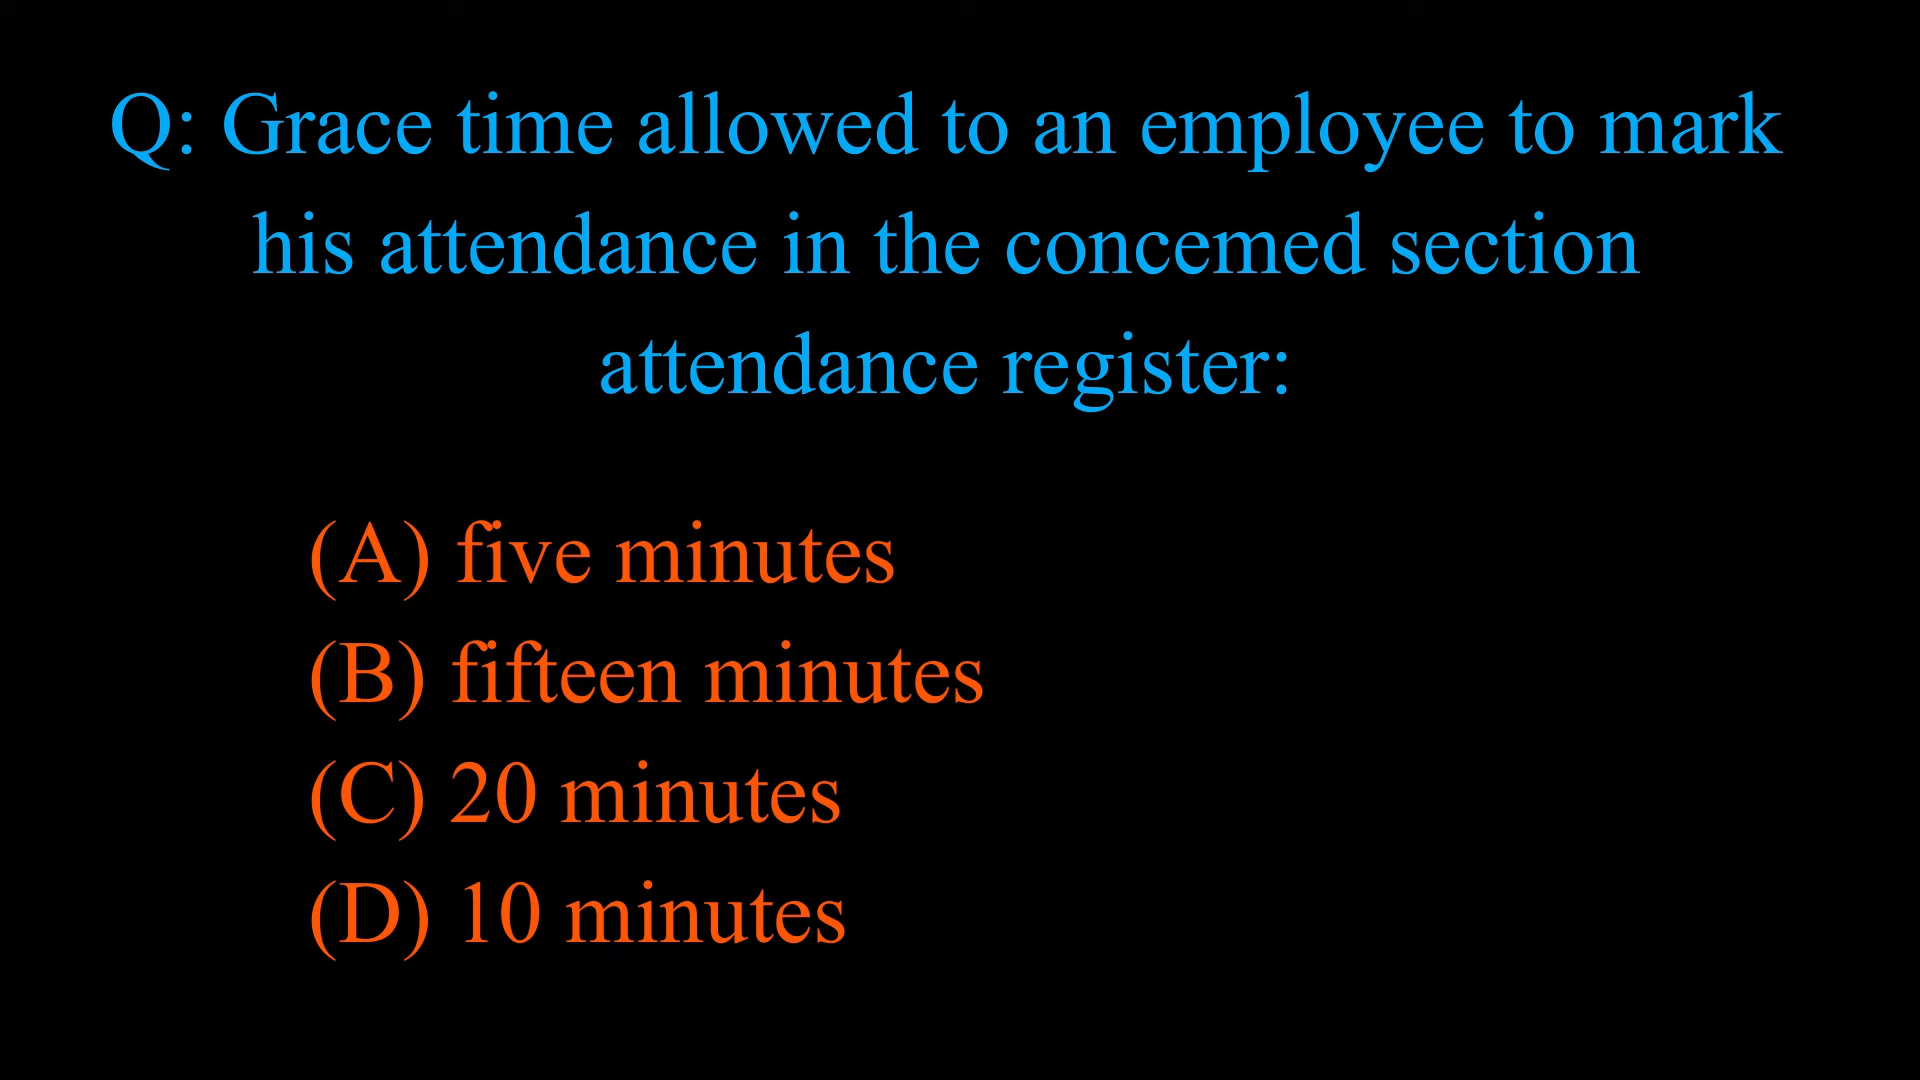 Q: Grace time allowed to an employee to mark
his attendance in the concemed section
attendance register:
(A) five minutes
(B) fifteen minutes
(C) 20 minutes
(D) 10 minutes